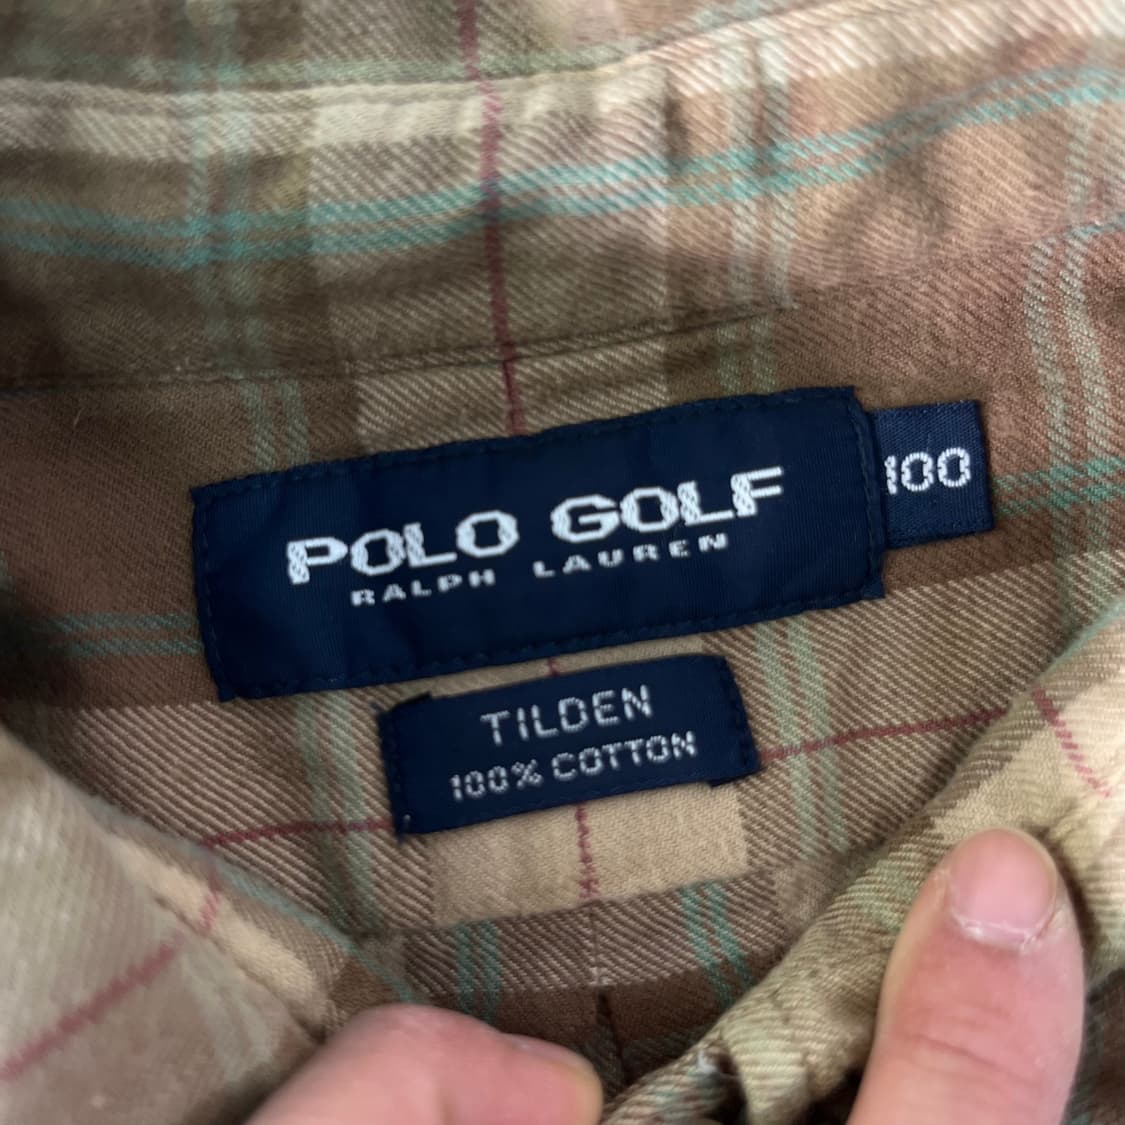 POLO GOLF
RALPH LAUREN
100
TILDEN
100% COTTON